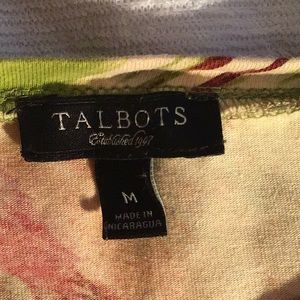 TALBOTS
Established 1947
M
MADE IN
NICARAGUA